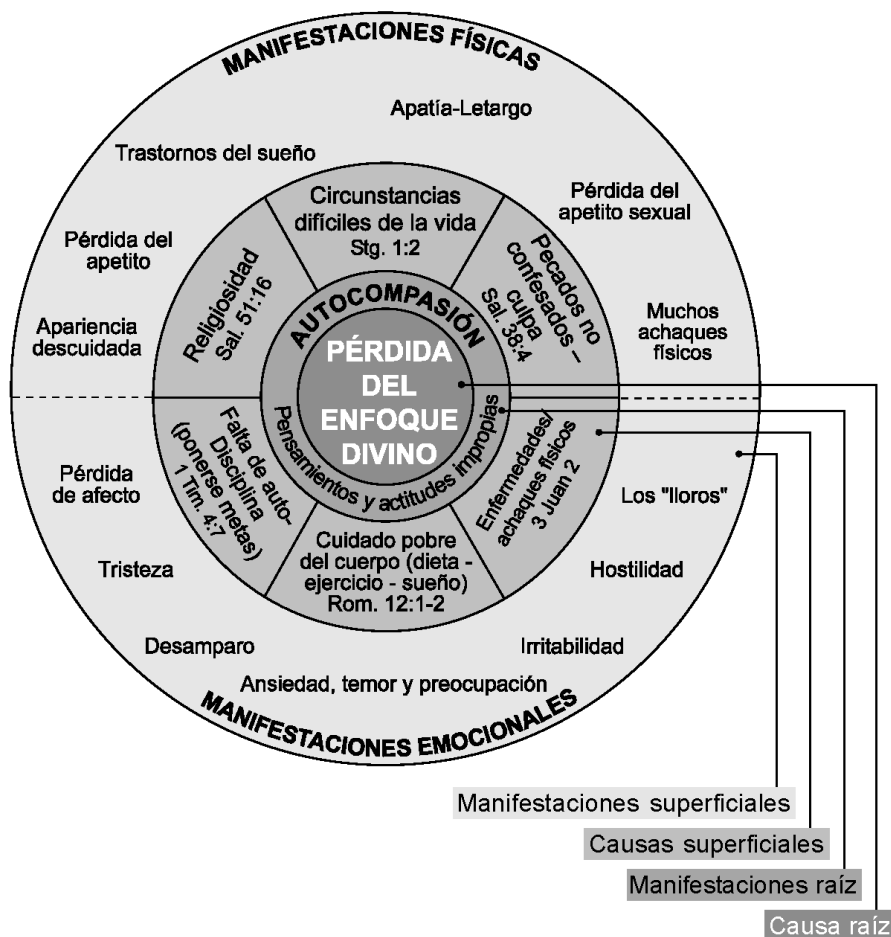 MANIFESTACIONES FÍSICAS
Apatía-Letargo
Trastornos del sueño
Pérdida del
apetito sexual
Pérdida del
apetito
Muchos
achaques
físicos
Apariencia
descuidada
Circunstancias
difíciles de la vida
Stg. 1:2
Religiosidad
Sal. 51:16
Pecados no
confesados –
culpa
Sal. 38:4
AUTOCOMPASIÓN
PÉRDIDA
DEL
ENFOQUE
DIVINO
Pensamientos y actitudes impropias
Falta de auto-
Disciplina
(ponerse metas)
1 Tim. 4:7
Enfermedades/
achaques físicos
3 Juan 2
Cuidado pobre
del cuerpo (dieta -
ejercicio - sueño)
Rom. 12:1-2
Pérdida
de afecto
Los "lloros"
Tristeza
Hostilidad
Desamparo
Irritabilidad
Ansiedad, temor y preocupación
MANIFESTACIONES EMOCIONALES
Manifestaciones superficiales
Causas superficiales
Manifestaciones raíz
Causa raíz